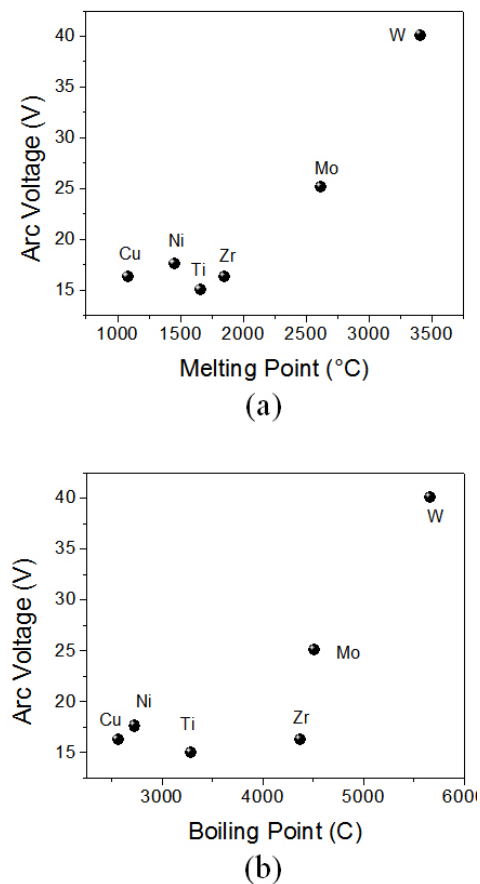 40
35
30
25
20
15
Arc Voltage (V)
W
Mo
Ni
Cu
Zr
Ti
1000 1500 2000 2500 3000 3500
Melting Point (°C)
(a)
40
35
30
25
20
15
Arc Voltage (V)
W
Mo
Ni
Cu
Ti
Zr
3000 4000 5000 6000
Boiling Point (C)
(b)